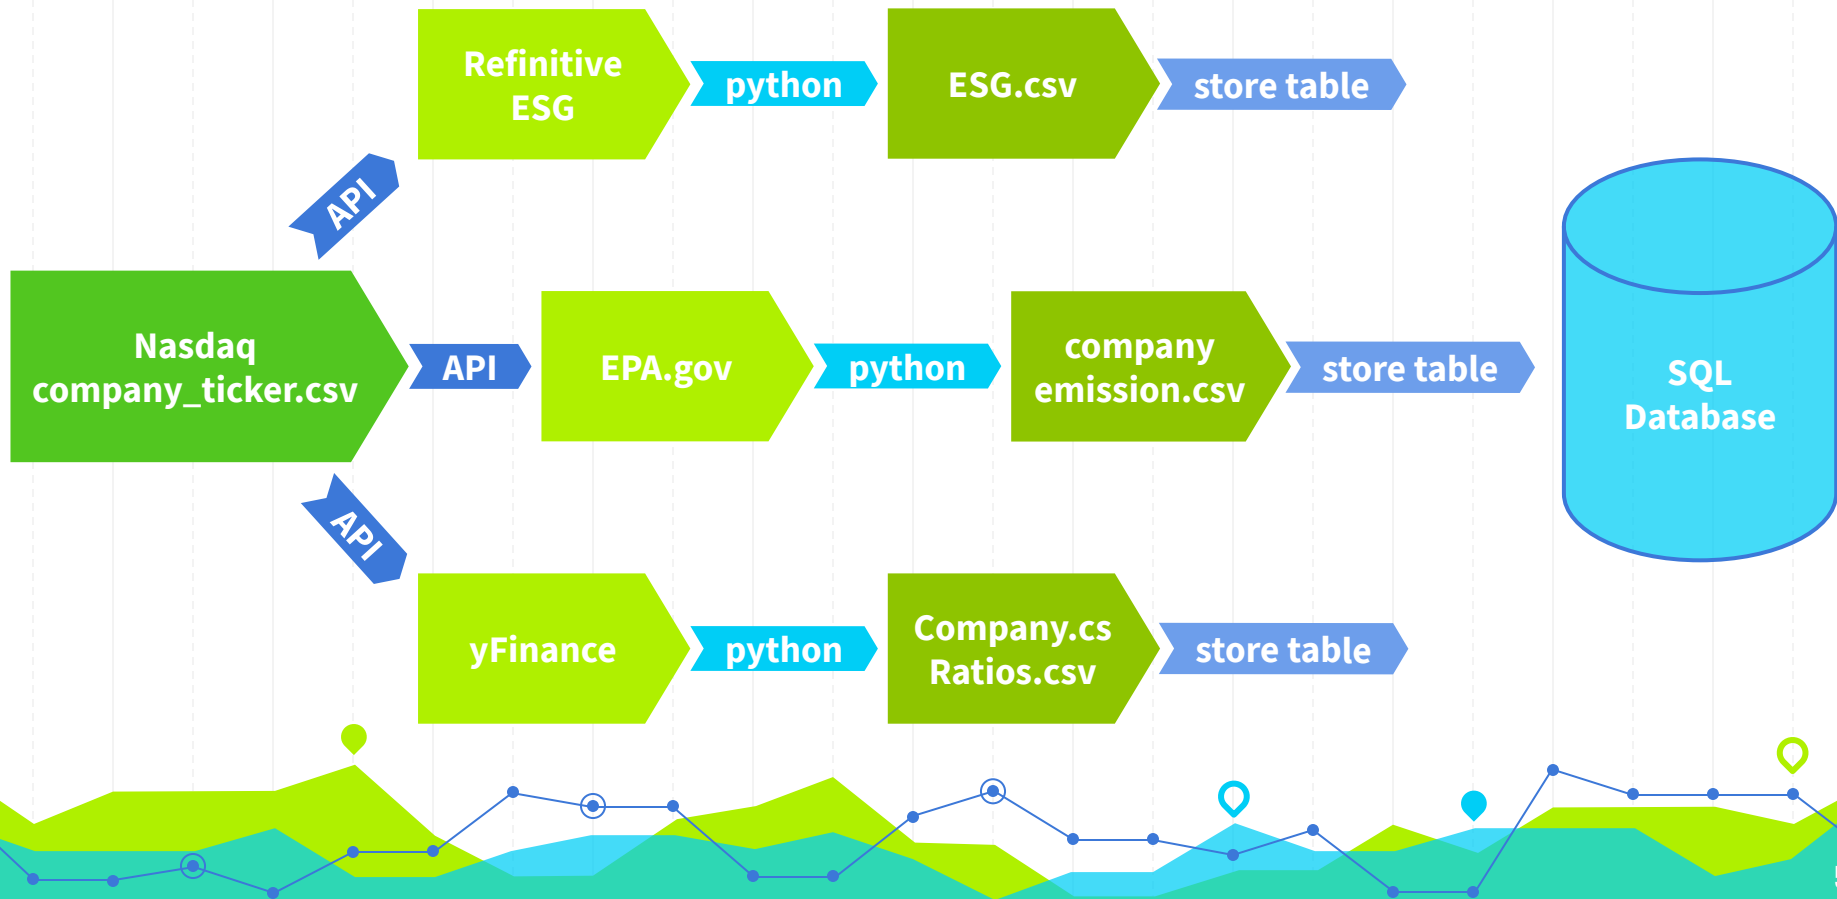 Refinitive
ESG
python
ESG.csv
store table
API
Nasdaq
company_ticker.csv
API
EPA.gov
python
company
emission.csv
store table
SQL
Database
API
yFinance
python
Company.cs
Ratios.csv
store table